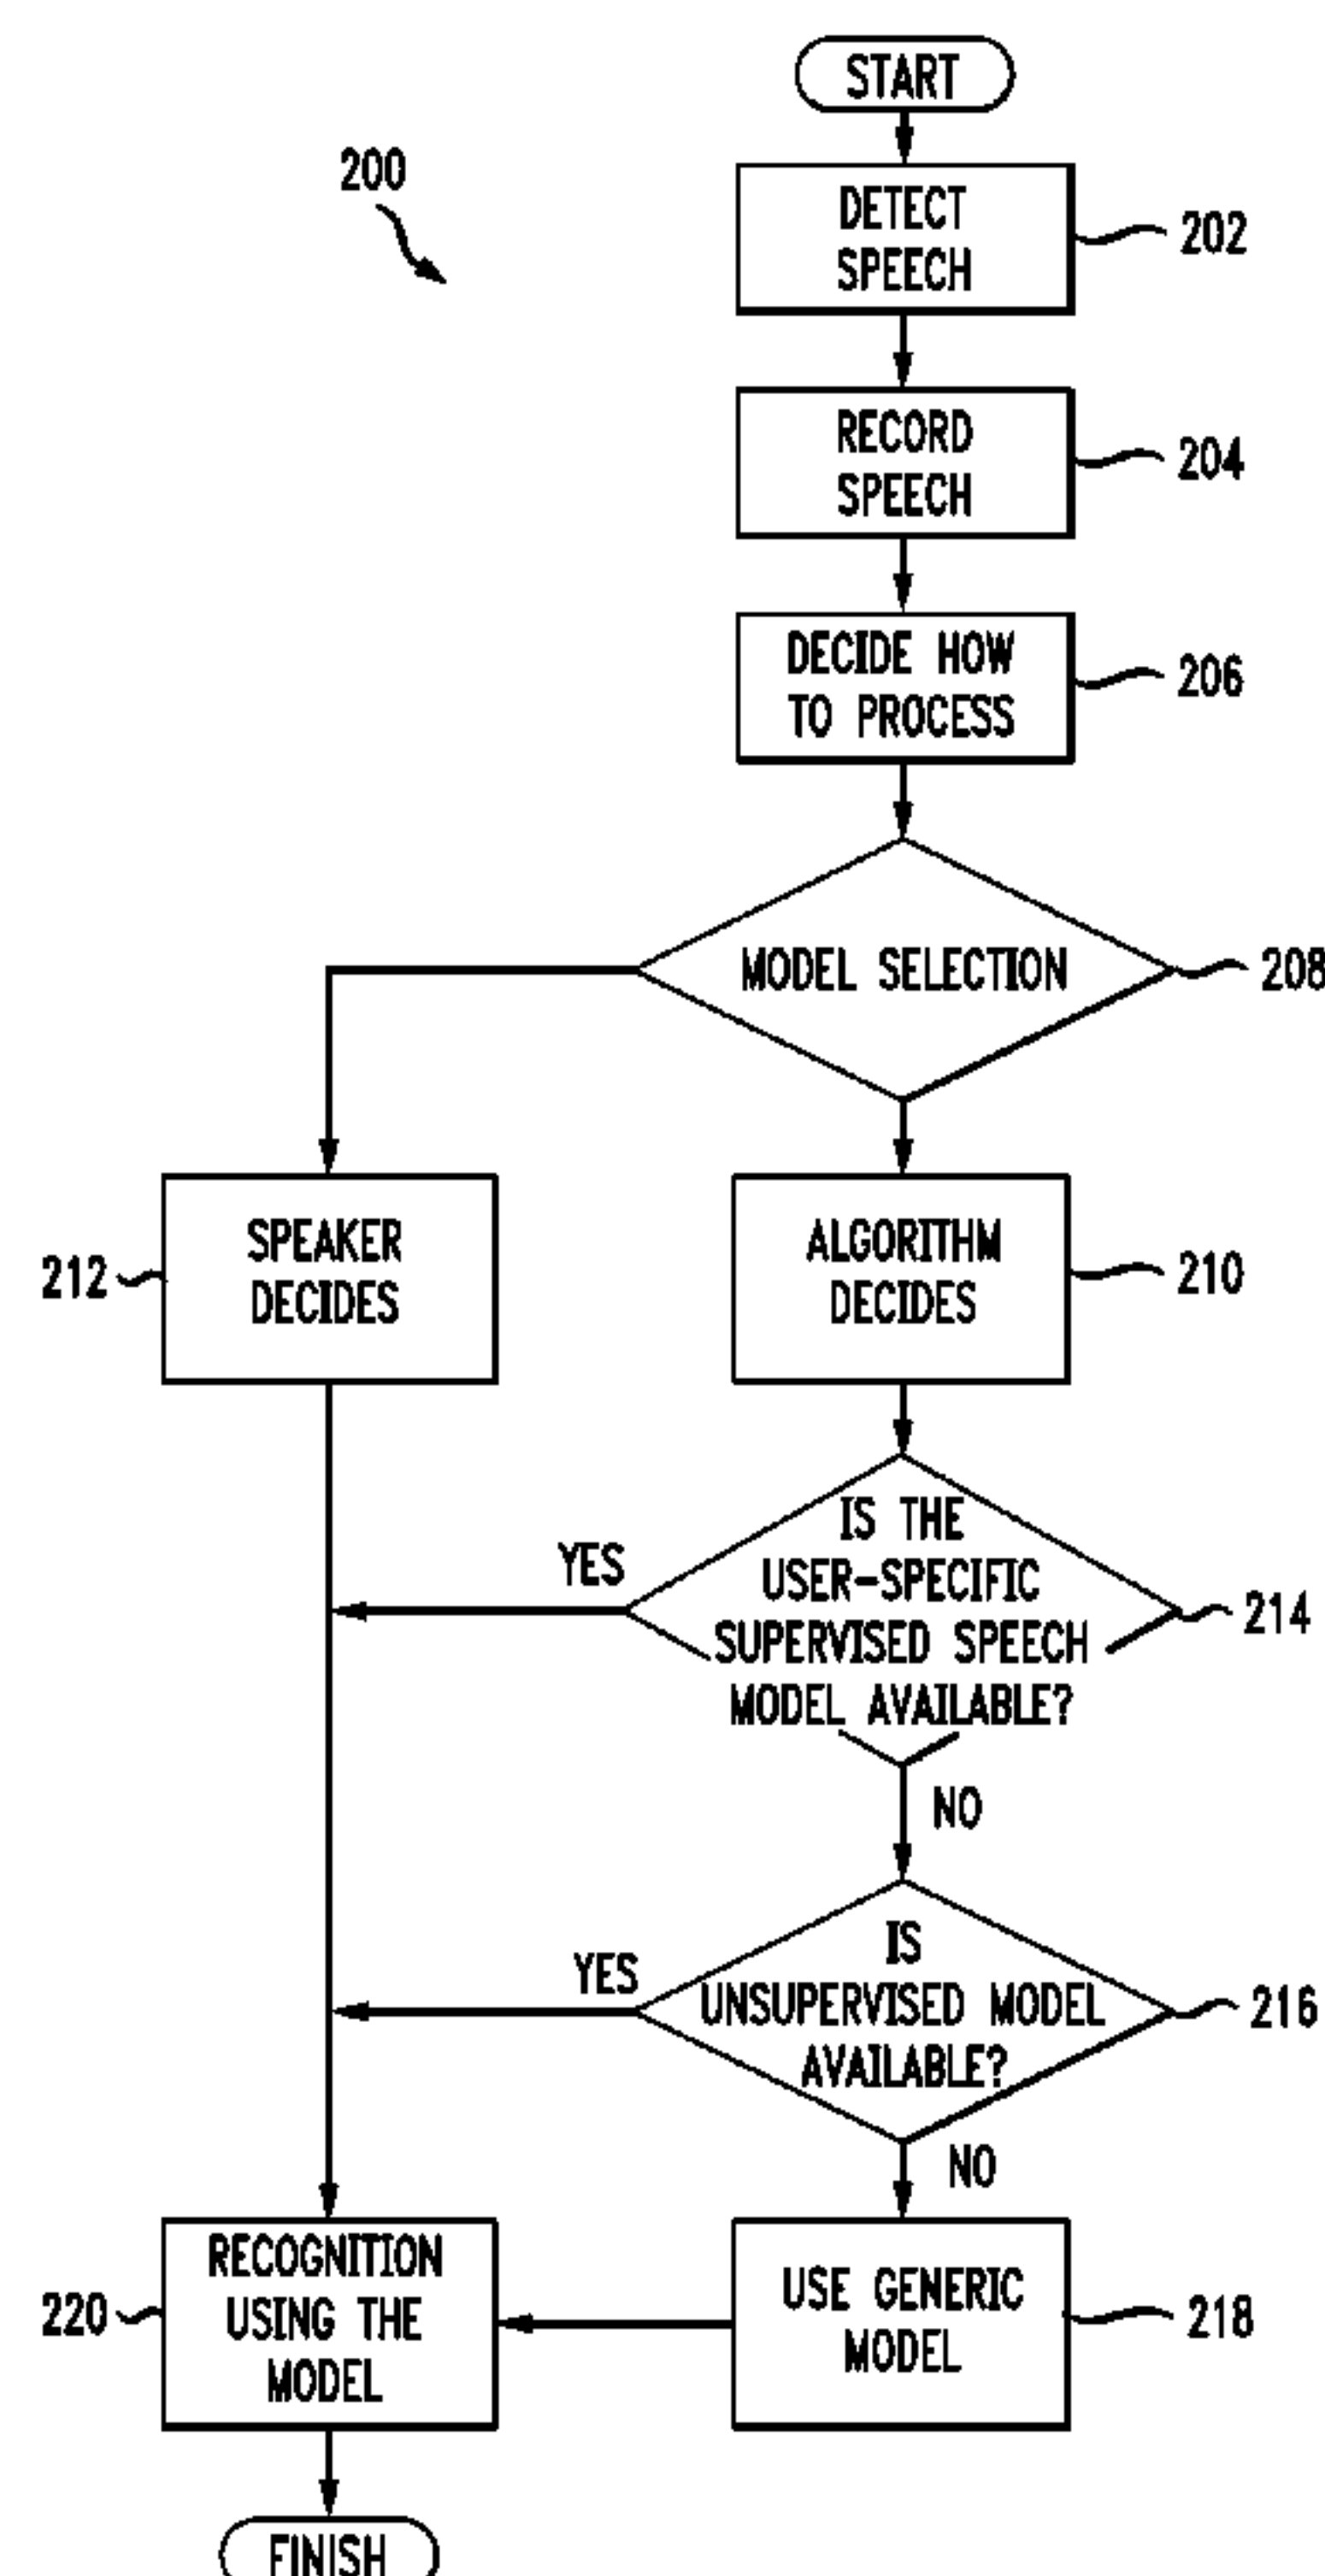 START
200
DETECT
SPEECH
202
RECORD
SPEECH
204
DECIDE HOW
TO PROCESS
206
MODEL SELECTION
208
SPEAKER
DECIDES
212
ALGORITHM
DECIDES
210
IS THE
USER-SPECIFIC
SUPERVISED SPEECH
MODEL AVAILABLE?
214
YES
NO
IS
UNSUPERVISED MODEL
AVAILABLE?
216
YES
NO
RECOGNITION
USING THE
MODEL
220
USE GENERIC
MODEL
218
FINISH